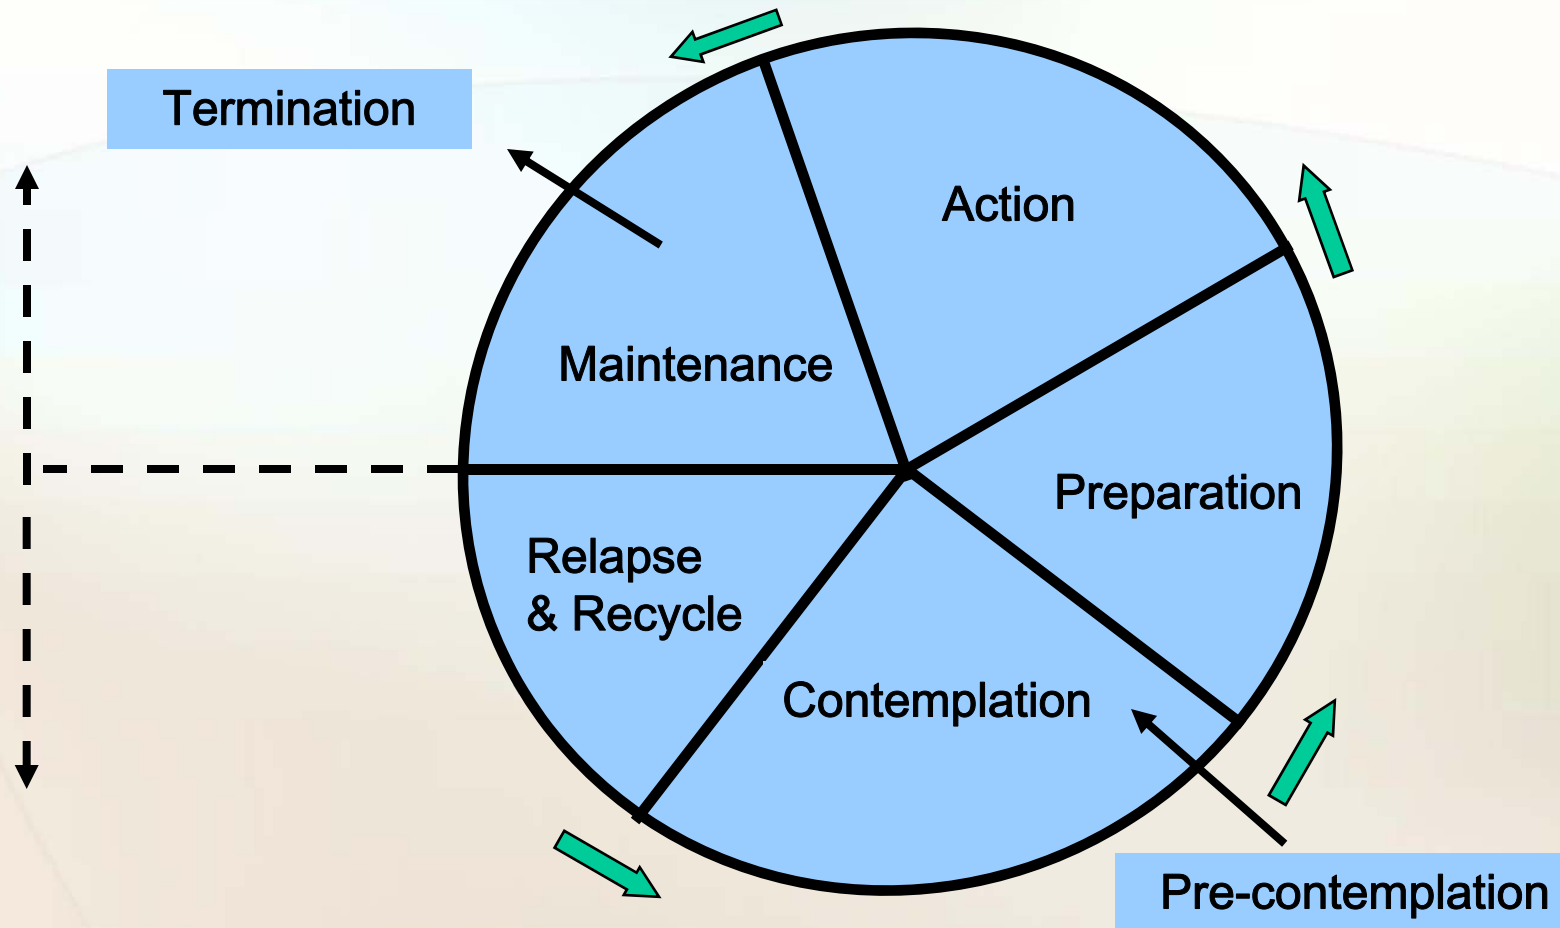 Termination
Action
Maintenance
Preparation
Relapse
& Recycle
Contemplation
Pre-contemplation